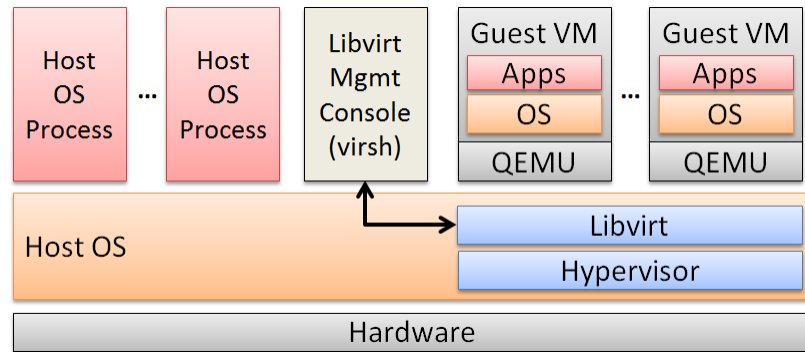 Host
OS
Process
...
Host
OS
Process
Libvirt
Mgmt
Console
(virsh)
Guest VM
Apps
OS
QEMU
...
Guest VM
Apps
OS
QEMU
Host OS
Libvirt
Hypervisor
Hardware